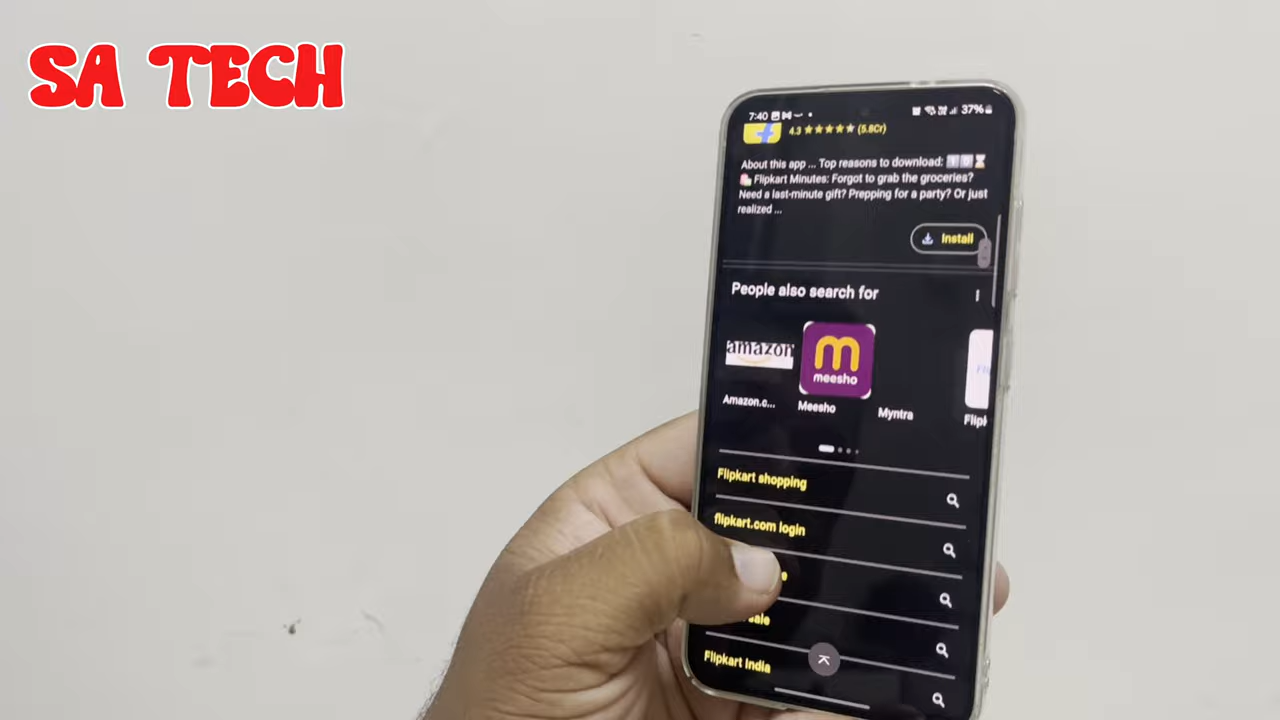 SA TECH
7:40
37%
4.3 ★★★★★ (5.8Cr)
About this app ... Top reasons to download:
Flipkart Minutes: Forgot to grab the groceries?
Need a last-minute gift? Prepping for a party? Or just
realized ...
Install
People also search for
amazon
m
meesho
Amazon.c...
Meesho
Myntra
Flipk
Flipkart shopping
flipkart.com login
sale
Flipkart India